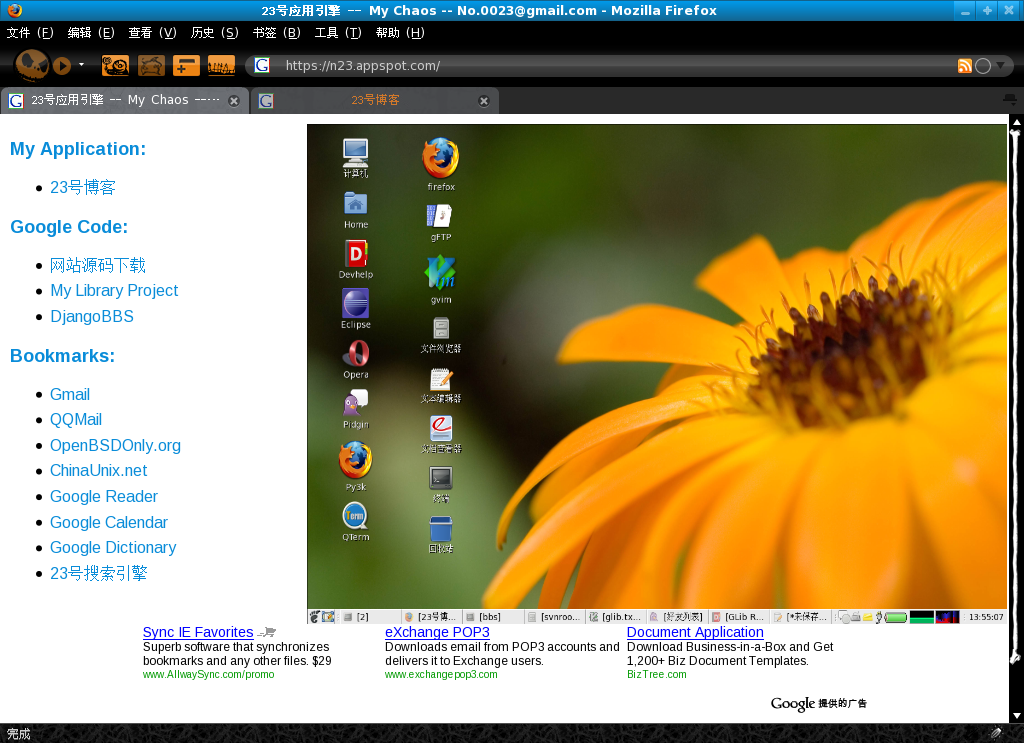 23号应用引擎 -- My Chaos -- No.0023@gmail.com - Mozilla Firefox
文件 (F) 编辑 (E) 查看 (V) 历史 (S) 书签 (B) 工具 (T) 帮助 (H)
https://n23.appspot.com/
23号应用引擎 -- My Chaos --···
23号博客
My Application:
23号博客
Google Code:
网站源码下载
My Library Project
DjangoBBS
Bookmarks:
Gmail
QQMail
OpenBSDOnly.org
ChinaUnix.net
Google Reader
Google Calendar
Google Dictionary
23号搜索引擎
计算机
firefox
Home
gFTP
Devhelp
gvim
Eclipse
文件浏览器
Opera
文本编辑器
Pidgin
文档查看器
Py3k
终端
QTerm
回收站
[2] [23号博... [bbs] [svnroo... [glib.tx... [好友列表] [GLib R... [*未保存... 13:55:07
Sync IE Favorites
Superb software that synchronizes
bookmarks and any other files. $29
www.AllwaySync.com/promo
eXchange POP3
Downloads email from POP3 accounts and
delivers it to Exchange users.
www.exchangepop3.com
Document Application
Download Business-in-a-Box and Get
1,200+ Biz Document Templates.
BizTree.com
Google 提供的广告
完成